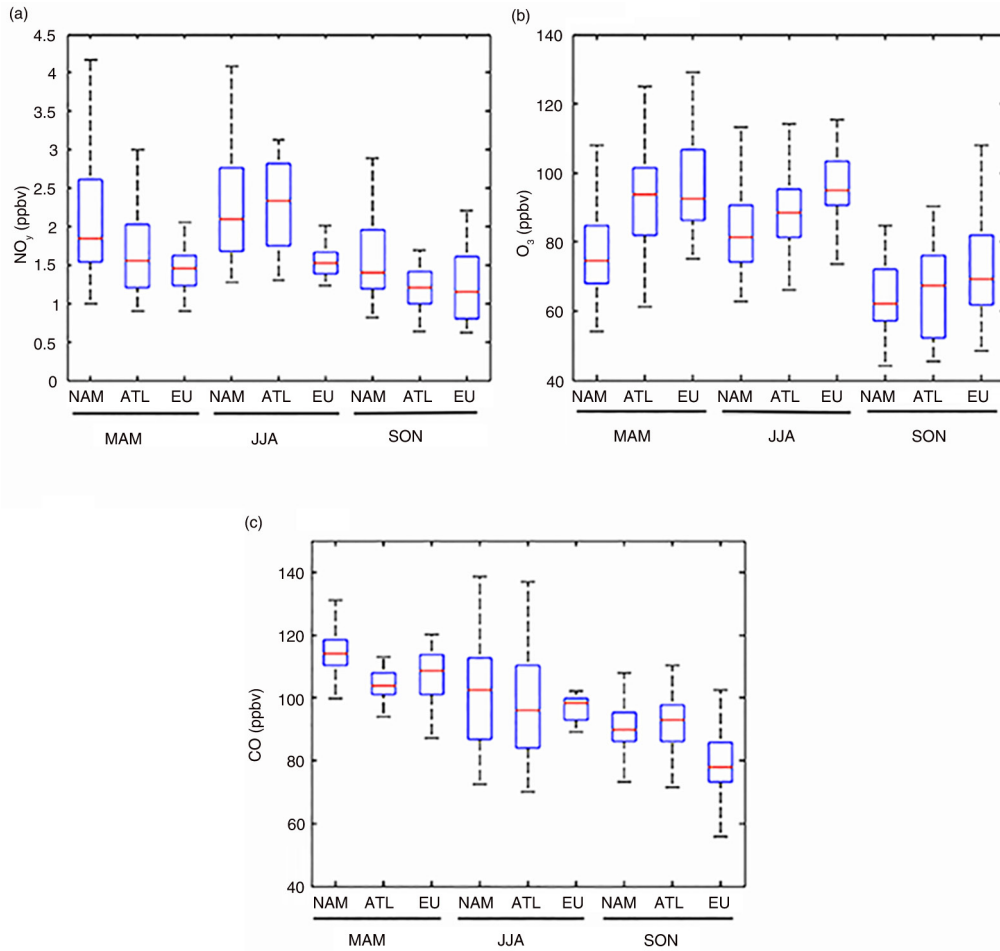 (a)
4.5
4
3.5
3
2.5
2
1.5
1
0.5
0
NOy (ppbv)
NAM ATL EU NAM ATL EU NAM ATL EU
MAM JJA SON
(b)
140
120
100
80
60
40
O3 (ppbv)
NAM ATL EU NAM ATL EU NAM ATL EU
MAM JJA SON
(c)
140
120
100
80
60
40
CO (ppbv)
NAM ATL EU NAM ATL EU NAM ATL EU
MAM JJA SON